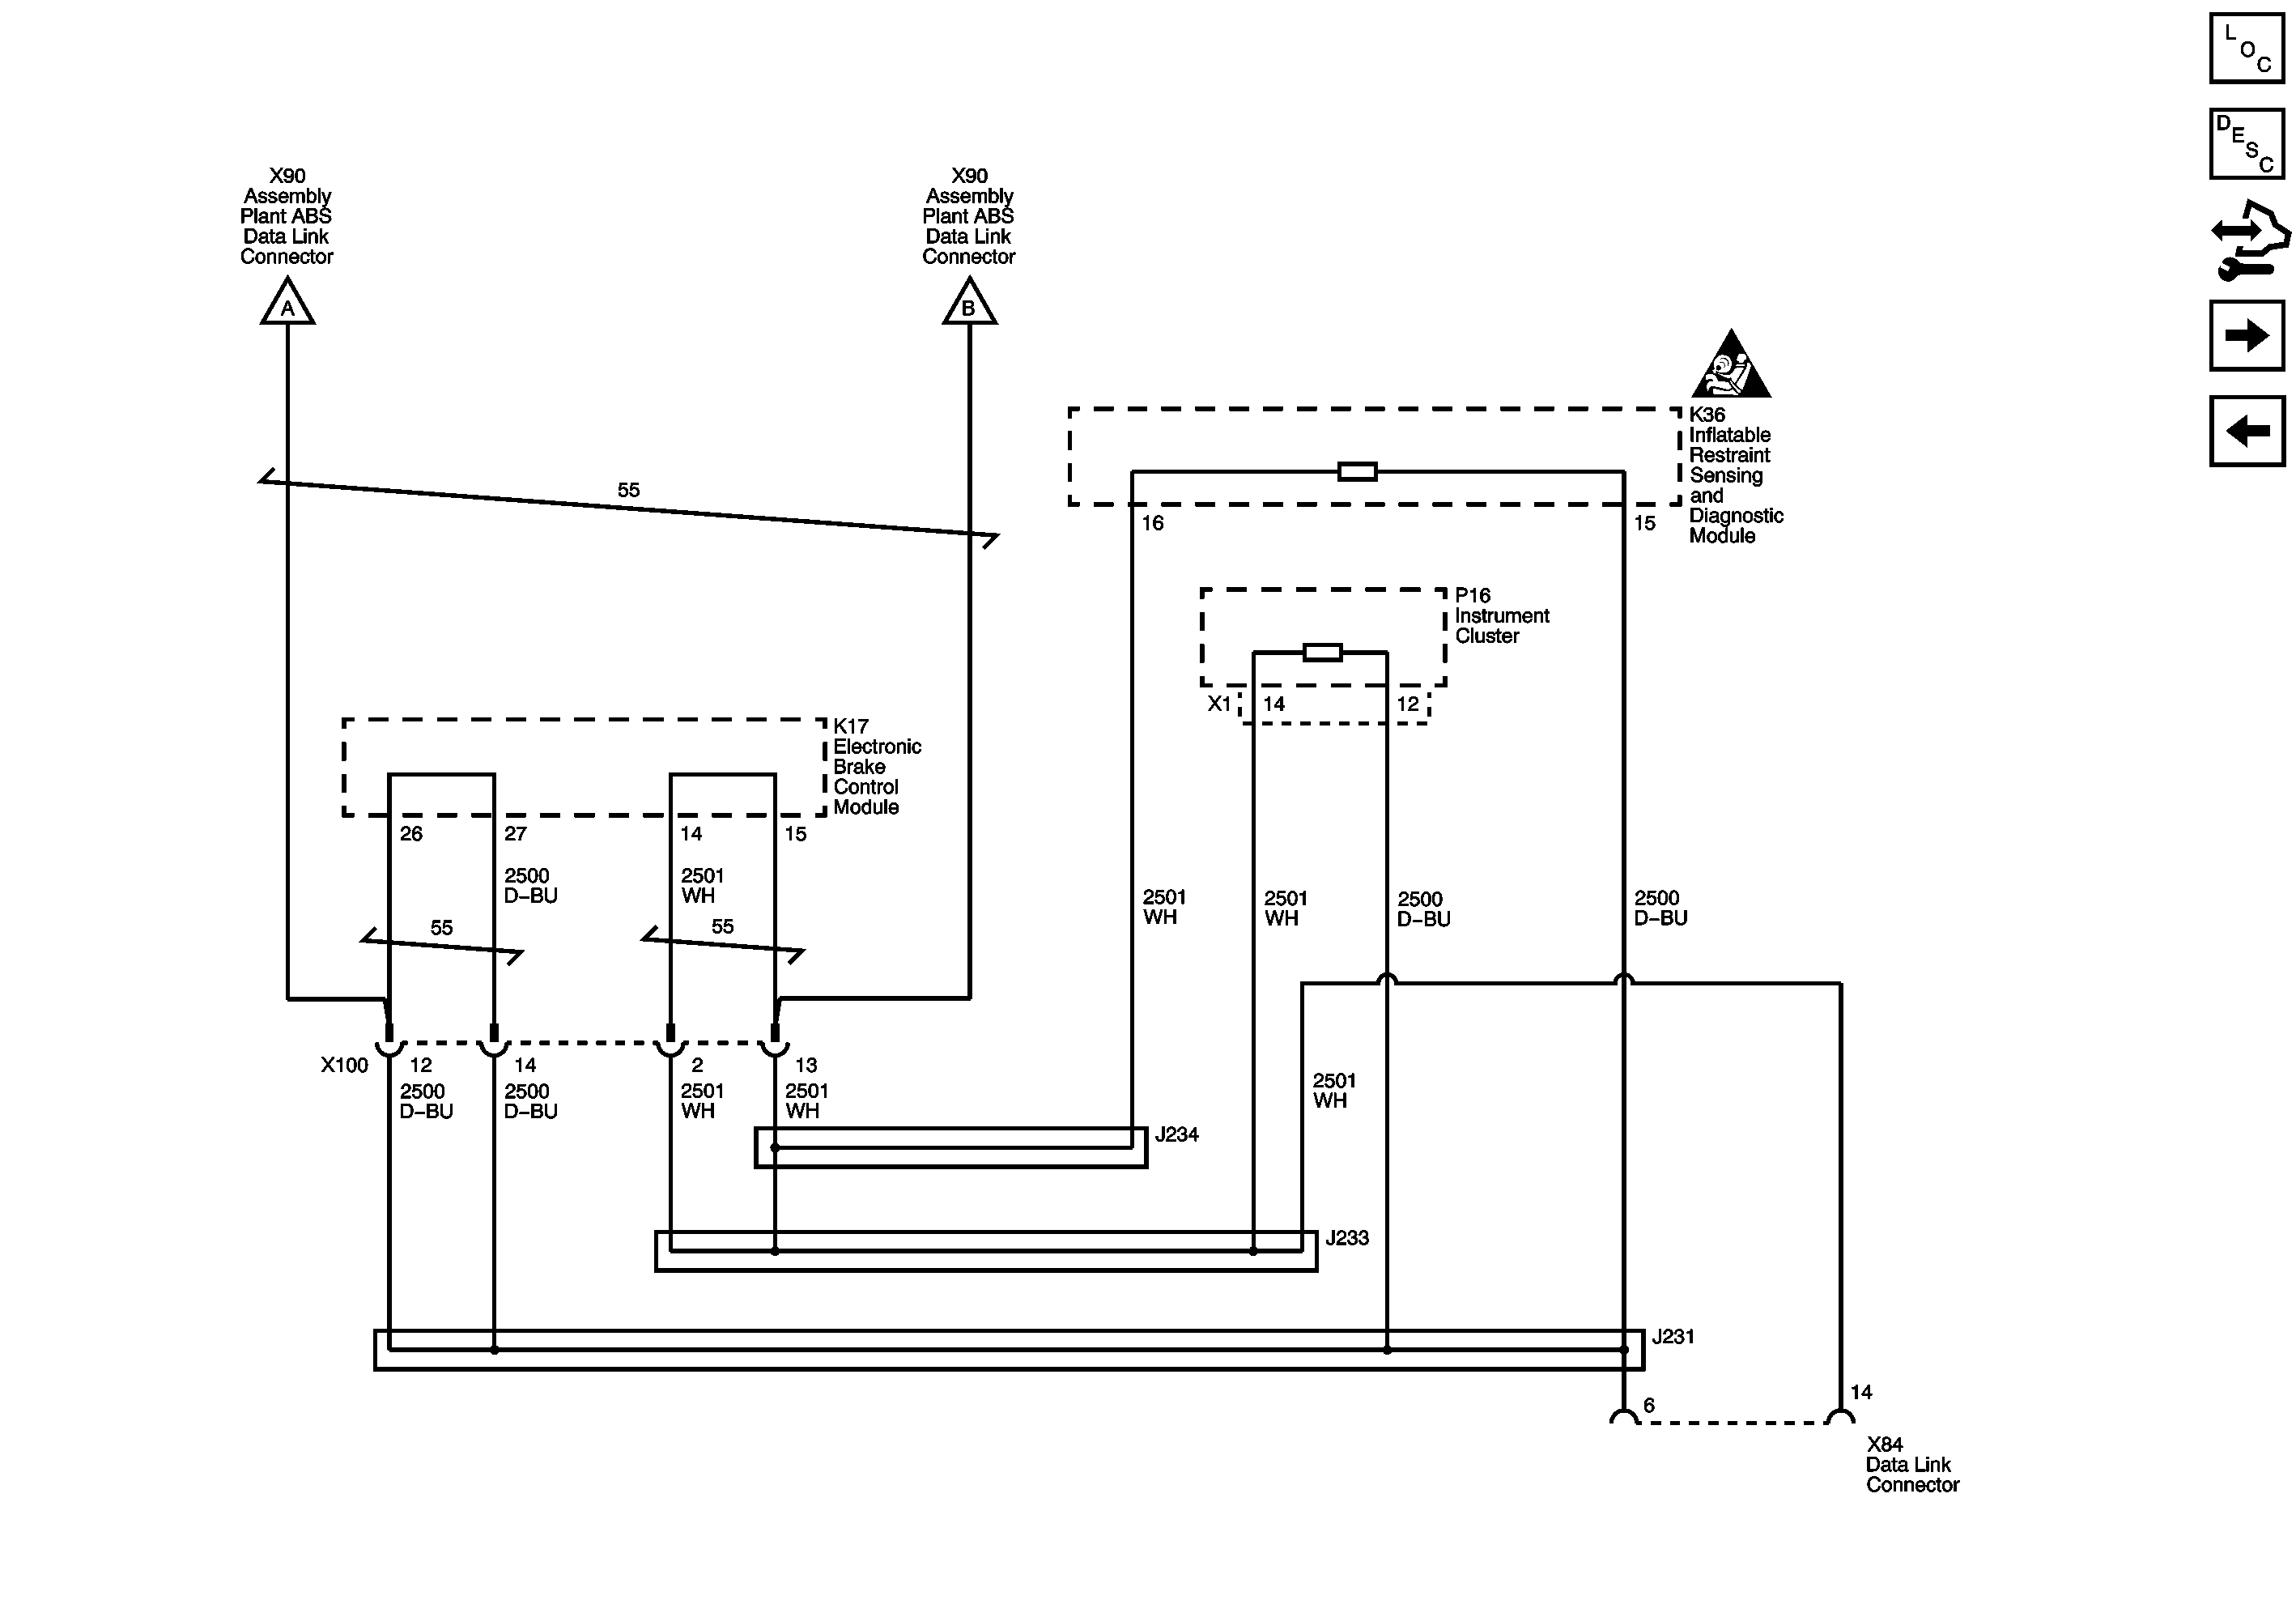 L
O
C
D
E
S
C
X90
Assembly
Plant ABS
Data Link
Connector
A
X90
Assembly
Plant ABS
Data Link
Connector
B
55
K36
Inflatable
Restraint
Sensing
and
Diagnostic
Module
16
15
P16
Instrument
Cluster
X1
14
12
K17
Electronic
Brake
Control
Module
26
27
14
15
2500
D-BU
2501
WH
55
55
2501
WH
2501
WH
2500
D-BU
2500
D-BU
X100
12
14
2
13
2500
D-BU
2500
D-BU
2501
WH
2501
WH
2501
WH
J234
J233
J231
6
14
X84
Data Link
Connector